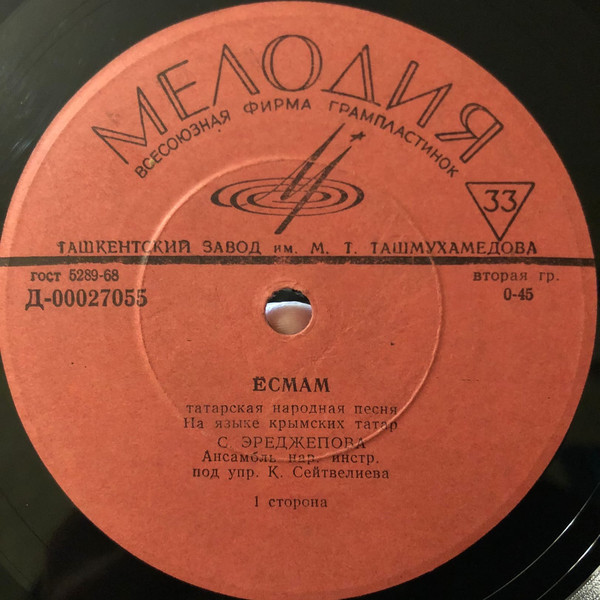 МЕЛОДИЯ
ВСЕСОЮЗНАЯ ФИРМА ГРАМПЛАСТИНОК
33
ТАШКЕНТСКИЙ ЗАВОД им. М. Т. ТАШМУХАМЕДОВА
ГОСТ 5289-68
вторая гр.
Д-00027055
0-45
ЁСМАМ
татарская народная песня
На языке крымских татар
С. ЭРЕДЖЕПОВА
Ансамбль нар. инстр.
под упр. К. Сейтвелиева
1 сторона